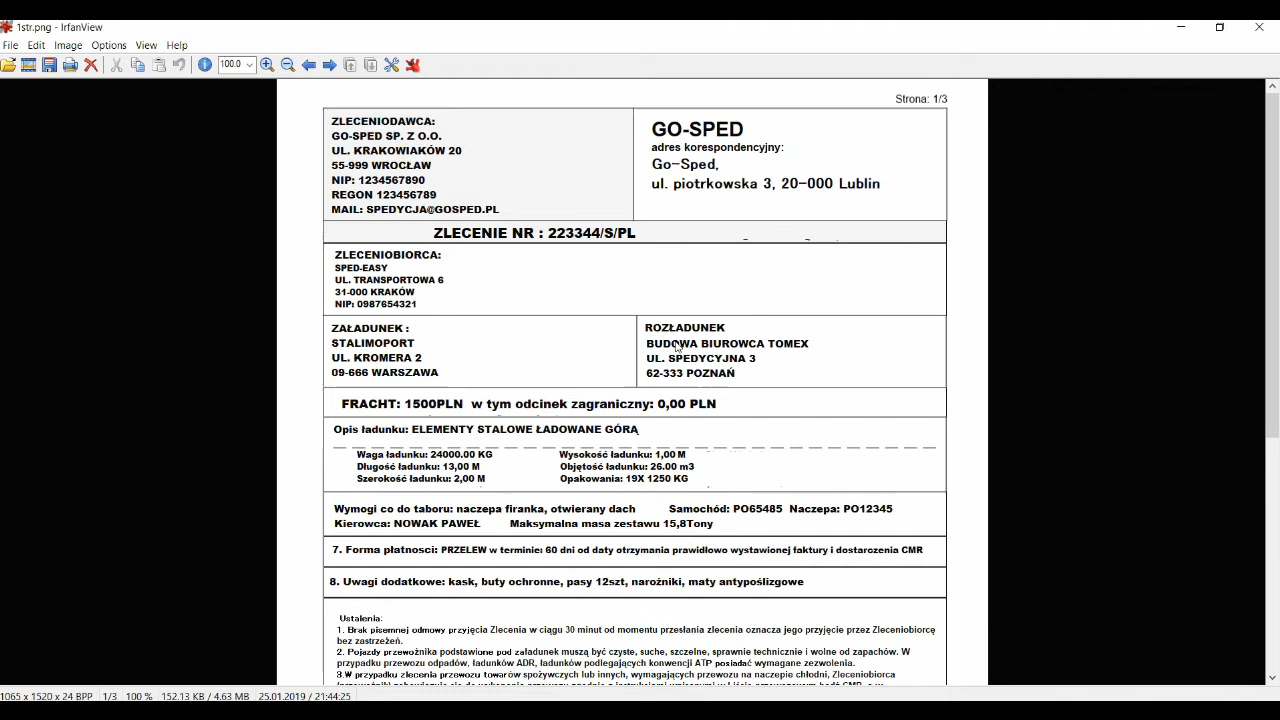 1str.png - IrfanView
File Edit Image Options View Help
100.0
Strona: 1/3
ZLECENIODAWCA:
GO-SPED SP. Z O.O.
UL. KRAKOWIAKÓW 20
55-999 WROCŁAW
NIP: 1234567890
REGON 123456789
MAIL: SPEDYCJA@GOSPED.PL
GO-SPED
adres korespondencyjny:
Go-Sped,
ul. piotrkowska 3, 20-000 Lublin
ZLECENIE NR : 223344/S/PL
ZLECENIOBIORCA:
SPED-EASY
UL. TRANSPORTOWA 6
31-000 KRAKÓW
NIP: 0987654321
ZAŁADUNEK :
STALIMOPORT
UL. KROMERA 2
09-666 WARSZAWA
ROZŁADUNEK
BUDOWA BIUROWCA TOMEX
UL. SPEDYCYJNA 3
62-333 POZNAŃ
FRACHT: 1500PLN w tym odcinek zagraniczny: 0,00 PLN
Opis ładunku: ELEMENTY STALOWE ŁADOWANE GÓRĄ
Waga ładunku: 24000.00 KG Wysokość ładunku: 1,00 M
Długość ładunku: 13,00 M Objętość ładunku: 26.00 m3
Szerokość ładunku: 2,00 M Opakowania: 19X 1250 KG
Wymogi co do taboru: naczepa firanka, otwierany dach Samochód: PO65485 Naczepa: PO12345
Kierowca: NOWAK PAWEŁ Maksymalna masa zestawu 15,8Tony
7. Forma płatnosci: PRZELEW w terminie: 60 dni od daty otrzymania prawidłowo wystawionej faktury i dostarczenia CMR
8. Uwagi dodatkowe: kask, buty ochronne, pasy 12szt, narożniki, maty antypoślizgowe
Ustalenia:
1. Brak pisemnej odmowy przyjęcia Zlecenia w ciągu 30 minut od momentu przesłania zlecenia oznacza jego przyjęcie przez Zleceniobiorcę
bez zastrzeżeń.
2. Pojazdy przewoźnika podstawione pod załadunek muszą być czyste, suche, szczelne, sprawnie technicznie i wolne od zapachów. W
przypadku przewozu odpadów, ładunków ADR, ładunków podlegających konwencji ATP posiadać wymagane zezwolenia.
3.W przypadku zlecenia przewozu towarów spożywczych lub innych, wymagających przewozu na naczepie chłodni, Zleceniobiorca
1065 x 1520 x 24 BPP 1/3 100 % 152.13 KB / 4.63 MB 25.01.2019 / 21:44:25